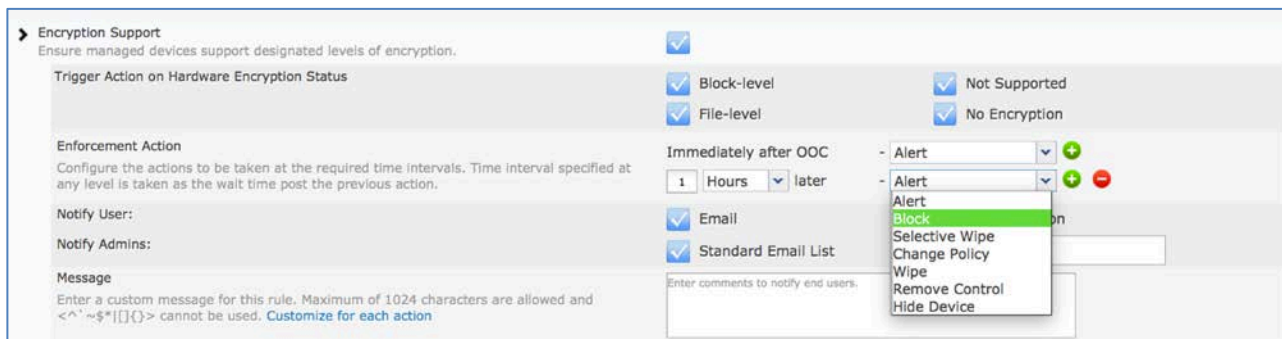 Encryption Support
Ensure managed devices support designated levels of encryption.
Trigger Action on Hardware Encryption Status
Block-level
Not Supported
File-level
No Encryption
Enforcement Action
Configure the actions to be taken at the required time intervals. Time interval specified at
any level is taken as the wait time post the previous action.
Immediately after OOC - Alert
1 Hours later - Alert
Alert
Block
Selective Wipe
Change Policy
Wipe
Remove Control
Hide Device
Notify User:
Email
on
Notify Admins:
Standard Email List
Message
Enter a custom message for this rule. Maximum of 1024 characters are allowed and
<^`~$*|[]{}> cannot be used. Customize for each action
Enter comments to notify end users.